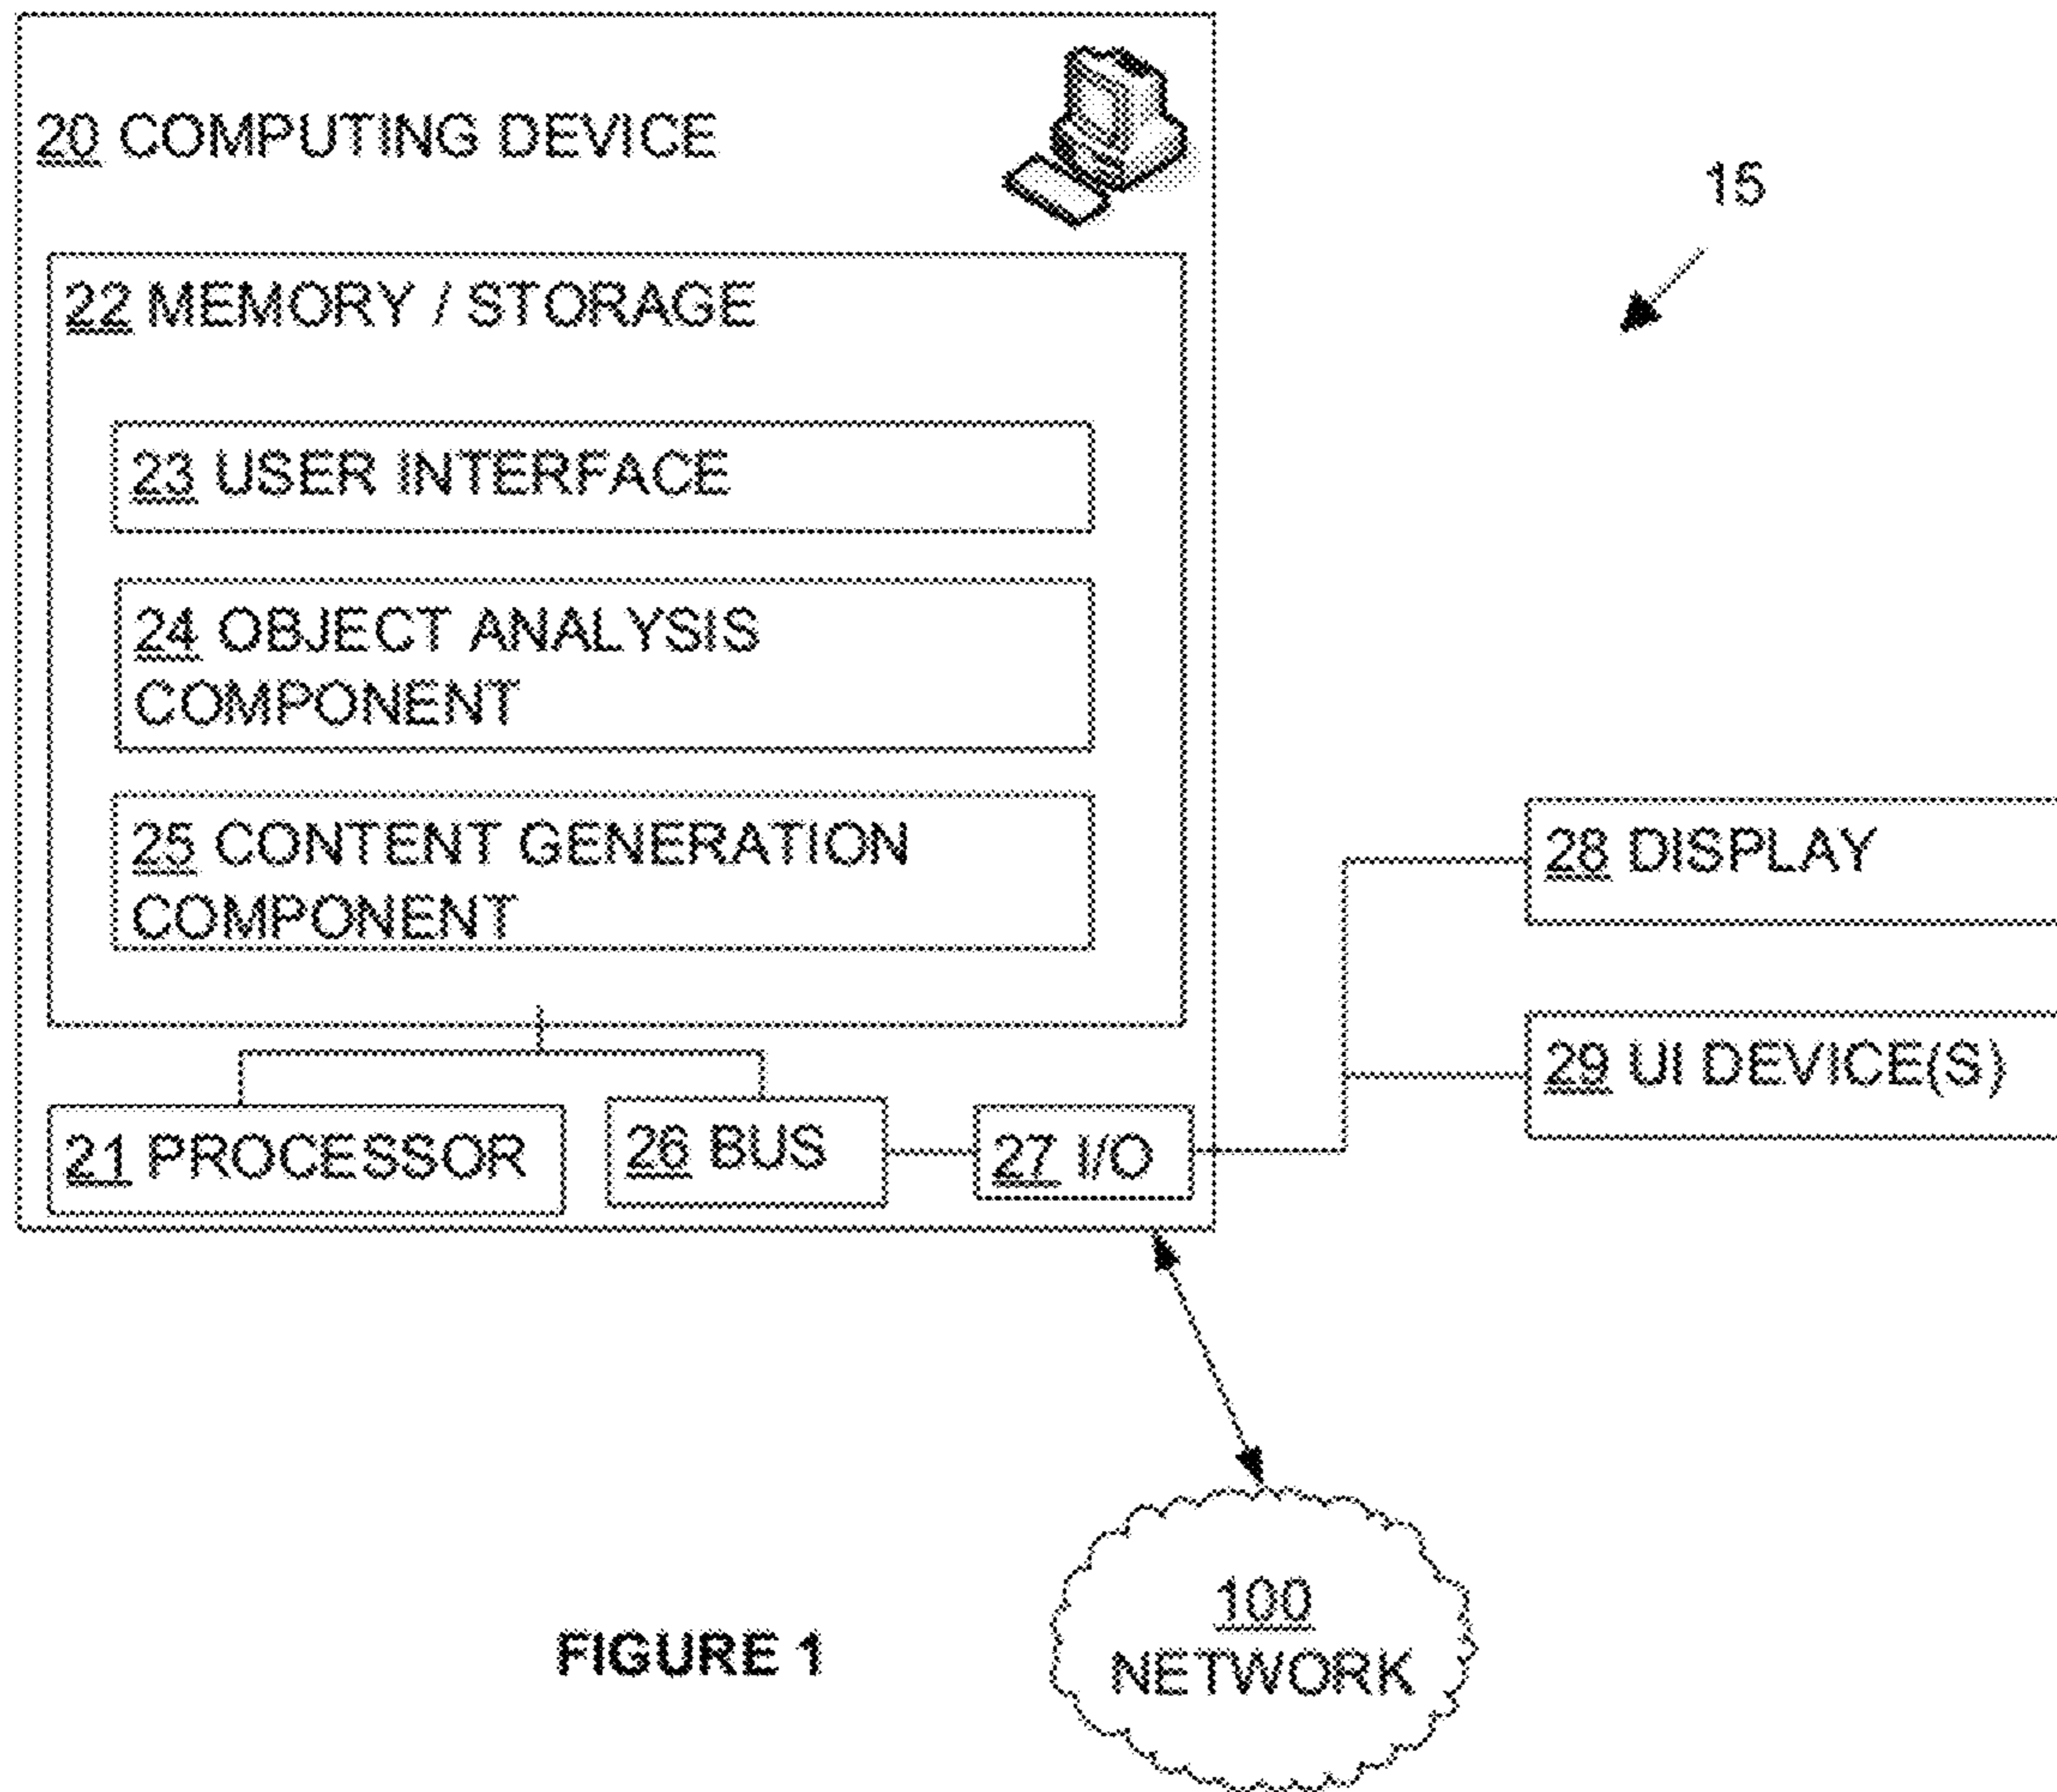 20 COMPUTING DEVICE
15
22 MEMORY / STORAGE
23 USER INTERFACE
24 OBJECT ANALYSIS
COMPONENT
25 CONTENT GENERATION
COMPONENT
28 DISPLAY
29 UI DEVICE(S)
21 PROCESSOR
26 BUS
27 I/O
100
NETWORK
FIGURE 1